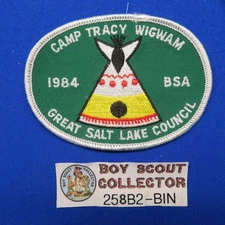 CAMP TRACY WIGWAM
1984 BSA
GREAT SALT LAKE COUNCIL
BOY SCOUT
COLLECTOR
258B2-BIN